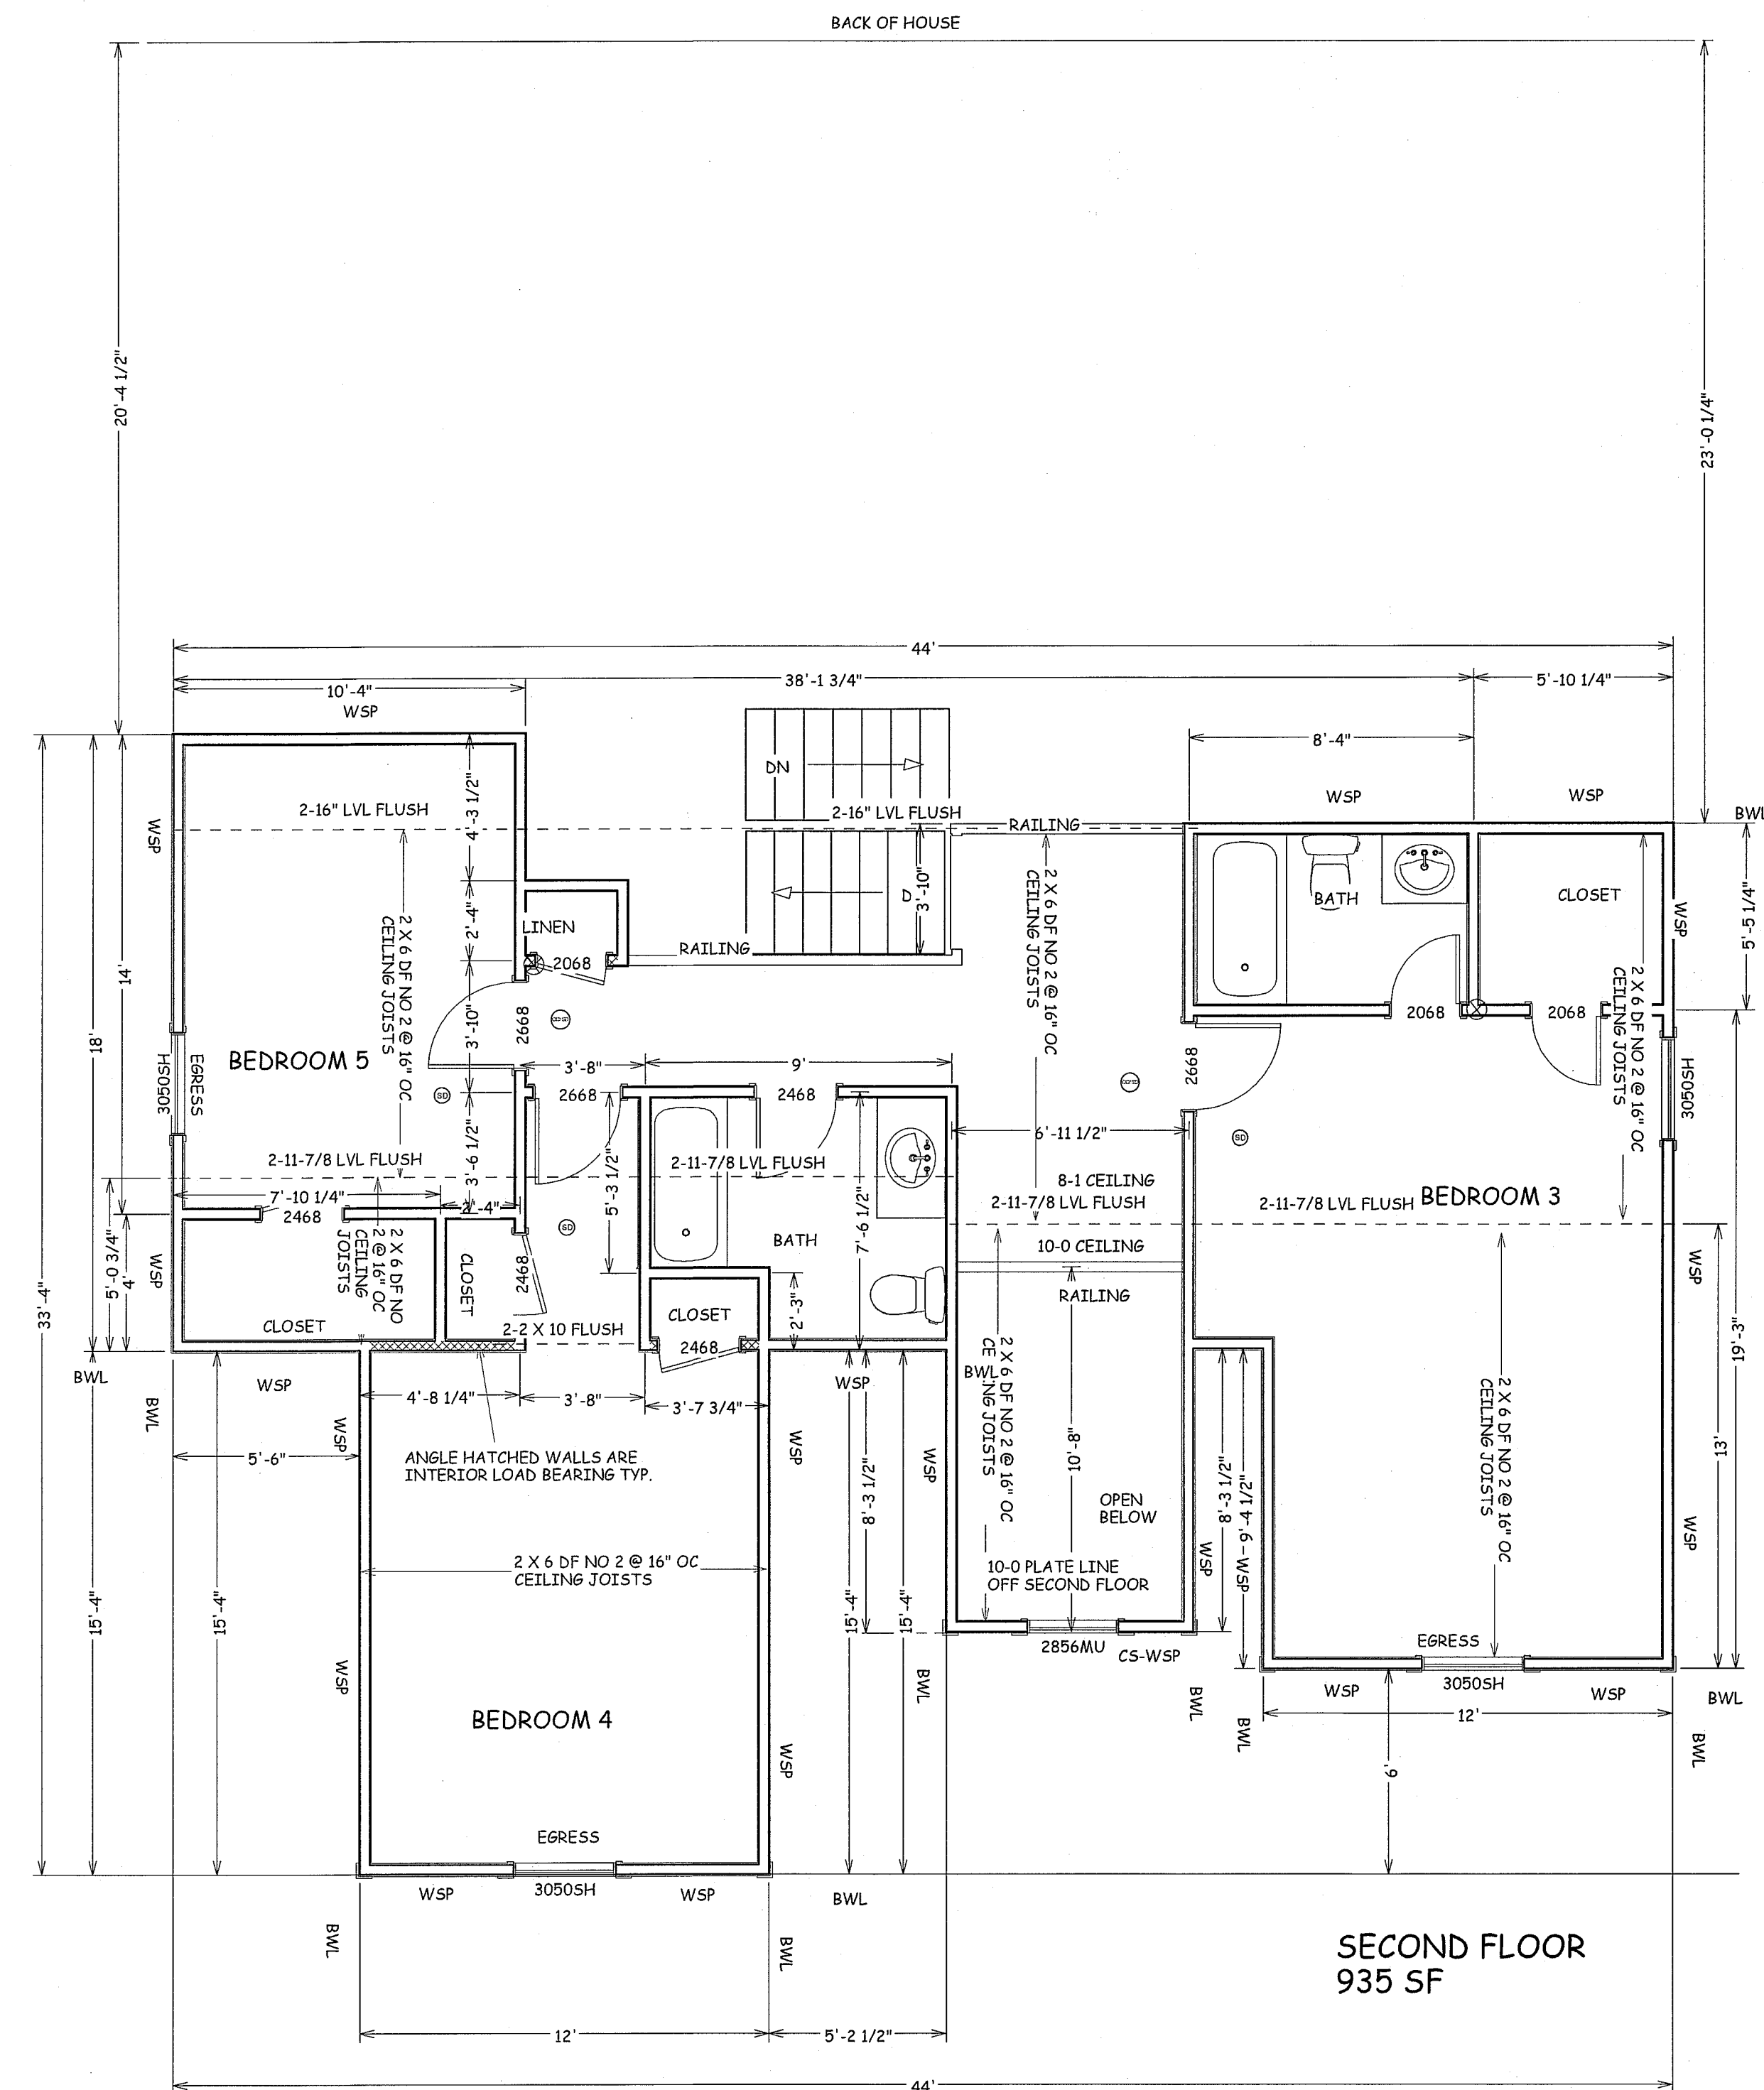 BACK OF HOUSE
20'-4 1/2"
23'-0 1/4"
44'
38'-1 3/4"
5'-10 1/4"
10'-4"
WSP
8'-4"
DN
WSP
WSP
2-16" LVL FLUSH
2-16" LVL FLUSH
RAILING
BWL
WSP
4'-3 1/2"
3'-10"
D
BATH
CLOSET
WSP
5'-5 1/4"
LINEN
2'-4"
RAILING
2068
14'
18'
2 X 6 DF NO 2 @ 16" OC
CEILING JOISTS
2 X 6 DF NO 2 @ 16" OC
CEILING JOISTS
2 X 6 DF NO 2 @ 16" OC
CEILING JOISTS
2068
2068
3'-10"
2668
BEDROOM 5
3050SH
EGRESS
3'-8"
9'
2668
3050SH
SD
2668
2468
6'-11 1/2"
SD
3'-6 1/2"
5'-3 1/2"
2-11-7/8 LVL FLUSH
2-11-7/8 LVL FLUSH
8-1 CEILING
2-11-7/8 LVL FLUSH
2-11-7/8 LVL FLUSH
BEDROOM 3
7'-10 1/4"
2'-4"
2468
SD
7'-6 1/2"
BATH
10-0 CEILING
RAILING
5'-0 3/4"
4'
WSP
2 X 6 DF NO
2 @ 16" OC
CEILING
JOISTS
CLOSET
2468
WSP
33'-4"
CLOSET
2-2 X 10 FLUSH
CLOSET
2'-3"
2468
19'-3"
BWL
BWL
WSP
4'-8 1/4"
3'-8"
3'-7 3/4"
WSP
BWL
2 X 6 DF NO 2 @ 16" OC
CE
NG JOISTS
10'-8"
2 X 6 DF NO 2 @ 16" OC
CEILING JOISTS
13'
WSP
5'-6"
WSP
WSP
ANGLE HATCHED WALLS ARE
INTERIOR LOAD BEARING TYP.
8'-3 1/2"
8'-3 1/2"
9'-4 1/2"
WSP
OPEN
BELOW
WSP
WSP
2 X 6 DF NO 2 @ 16" OC
CEILING JOISTS
10-0 PLATE LINE
OFF SECOND FLOOR
15'-4"
15'-4"
15'-4"
15'-4"
2856MU
CS-WSP
EGRESS
3050SH
WSP
WSP
BWL
WSP
BWL
BWL
BWL
12'
BWL
BEDROOM 4
WSP
6'
EGRESS
WSP
3050SH
WSP
BWL
BWL
BWL
SECOND FLOOR
935 SF
12'
5'-2 1/2"
44'